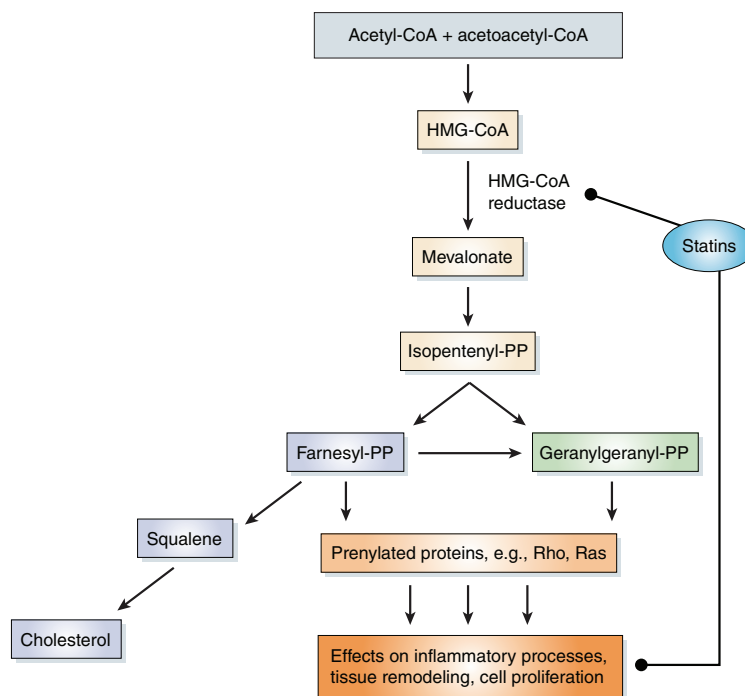 Acetyl-CoA + acetoacetyl-CoA
HMG-CoA
HMG-CoA
reductase
Statins
Mevalonate
Isopentenyl-PP
Farnesyl-PP
Geranylgeranyl-PP
Squalene
Prenylated proteins, e.g., Rho, Ras
Cholesterol
Effects on inflammatory processes,
tissue remodeling, cell proliferation